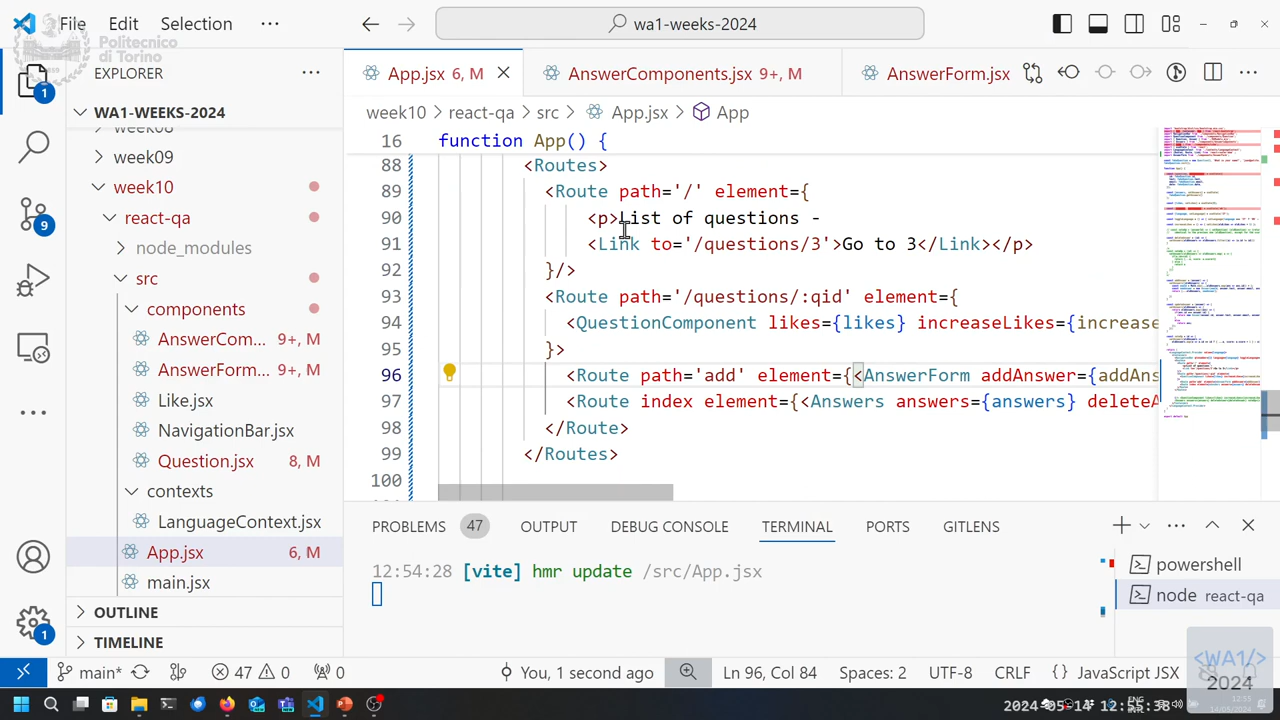 File Edit Selection ··· wa1-weeks-2024
Politecnico
di Torino
EXPLORER ···
WA1-WEEKS-2024
week08
week09
week10
react-qa
node_modules
src
components
AnswerCom... 9+, M
AnswerForm... 4, M
Like.jsx
NavigationBar.jsx
Question.jsx 8, M
contexts
LanguageContext.jsx
App.jsx 6, M
main.jsx
OUTLINE
TIMELINE
1
9
1
App.jsx 6, M AnswerComponents.jsx 9+, M AnswerForm.jsx
week10 > react-qa > src > App.jsx > App
16 function App() {
88 <Routes>
89 <Route path='/' element={
90 <p>List of questions -
91 <Link to='/questions/3'>Go to 3</Link></p>
92 }/>
93 <Route path='/questions/:qid' element={
94 <QuestionComponent likes={likes} increaseLikes={increase
95 }>
96 <Route path='add' element={<AnswerForm addAnswer={addAns
97 <Route index element={<Answers answers={answers} deleteA
98 </Route>
99 </Routes>
100
PROBLEMS 47 OUTPUT DEBUG CONSOLE TERMINAL PORTS GITLENS
12:54:28 [vite] hmr update /src/App.jsx
powershell
node react-qa
main* 47 0 0 You, 1 second ago Ln 96, Col 84 Spaces: 2 CRLF {} JavaScript JSX
<WA1/>
2024